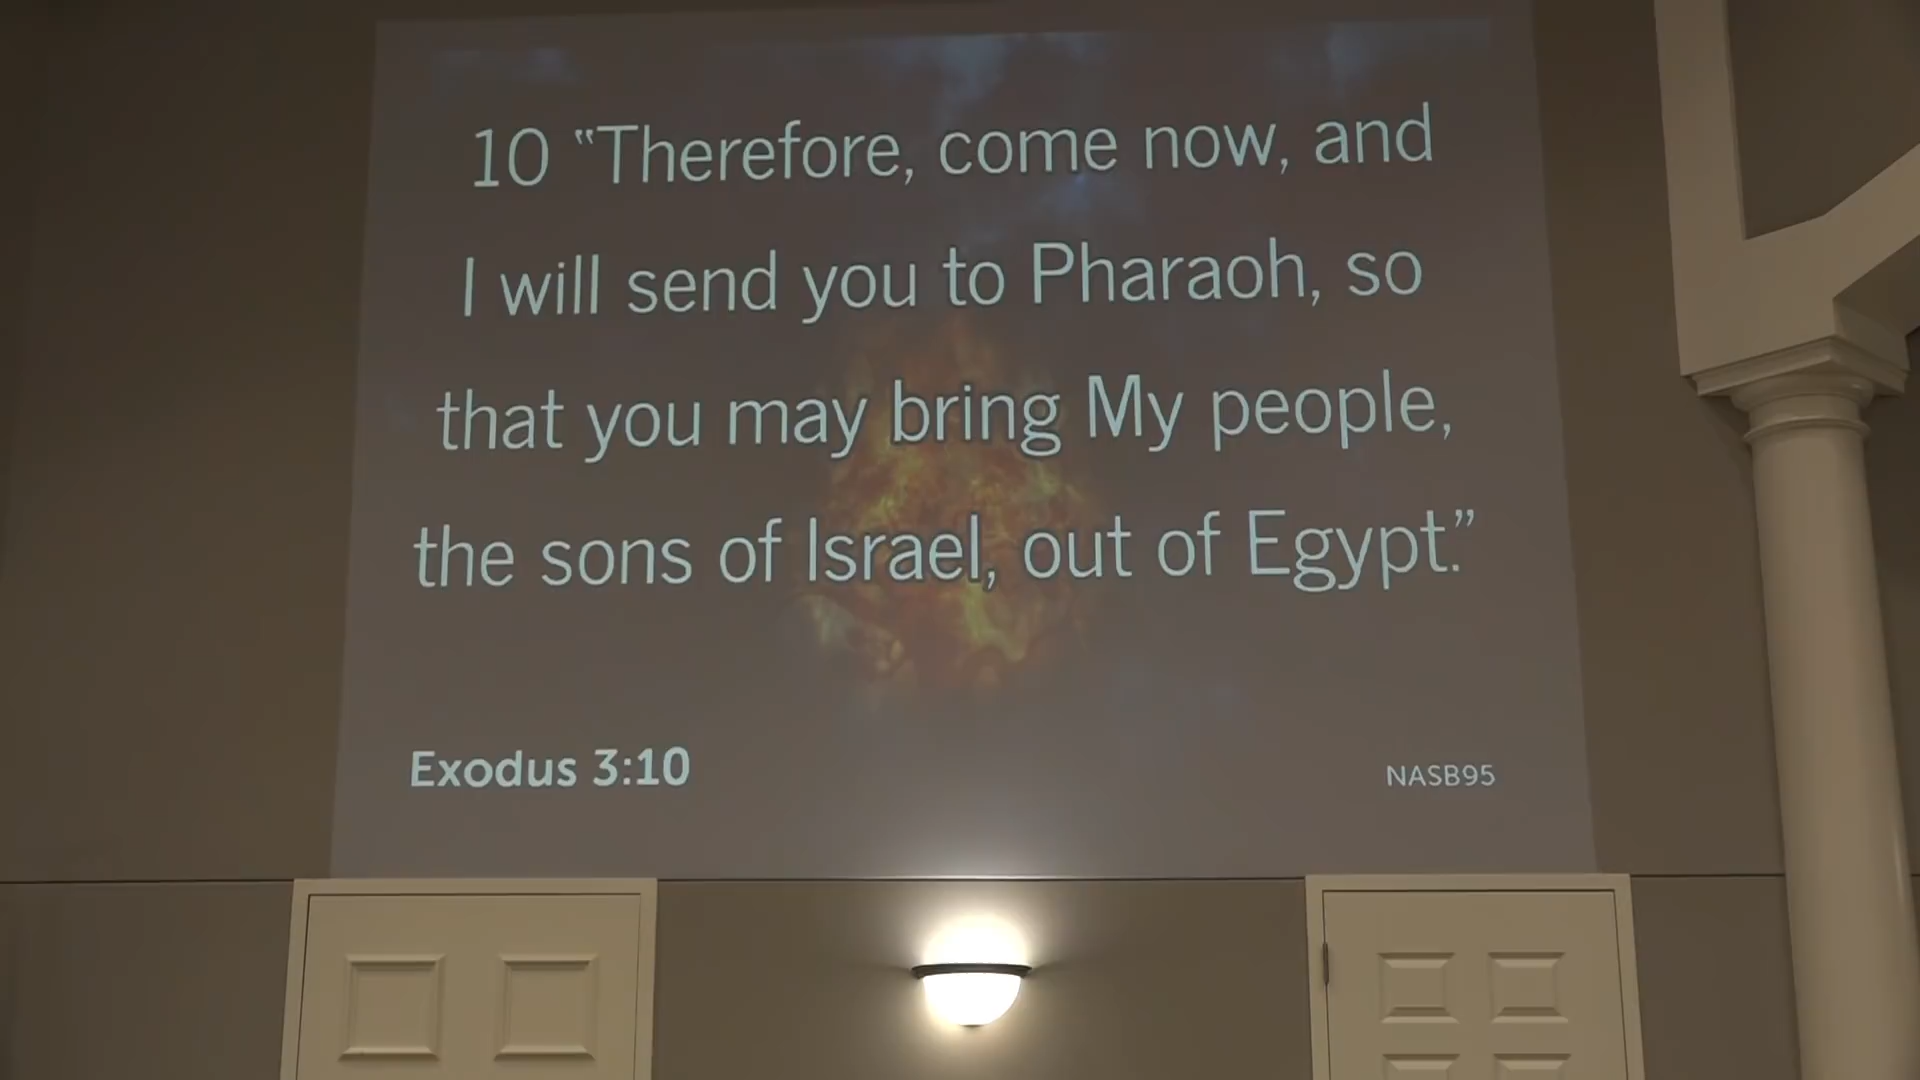 10 "Therefore, come now, and
I will send you to Pharaoh, so
that you may bring My people,
the sons of Israel, out of Egypt.”
Exodus 3:10
NASB95